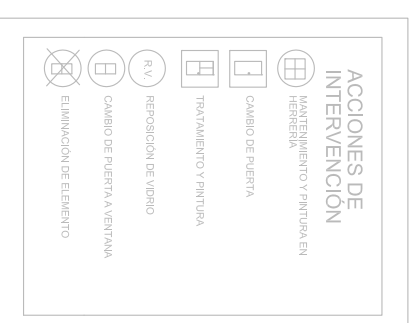 ACCIONES DE
INTERVENCIÓN
MANTENIMIENTO Y PINTURA EN
HERRERÍA
CAMBIO DE PUERTA
TRATAMIENTO Y PINTURA
R.V.
REPOSICIÓN DE VIDRIO
CAMBIO DE PUERTA A VENTANA
ELIMINACIÓN DE ELEMENTO